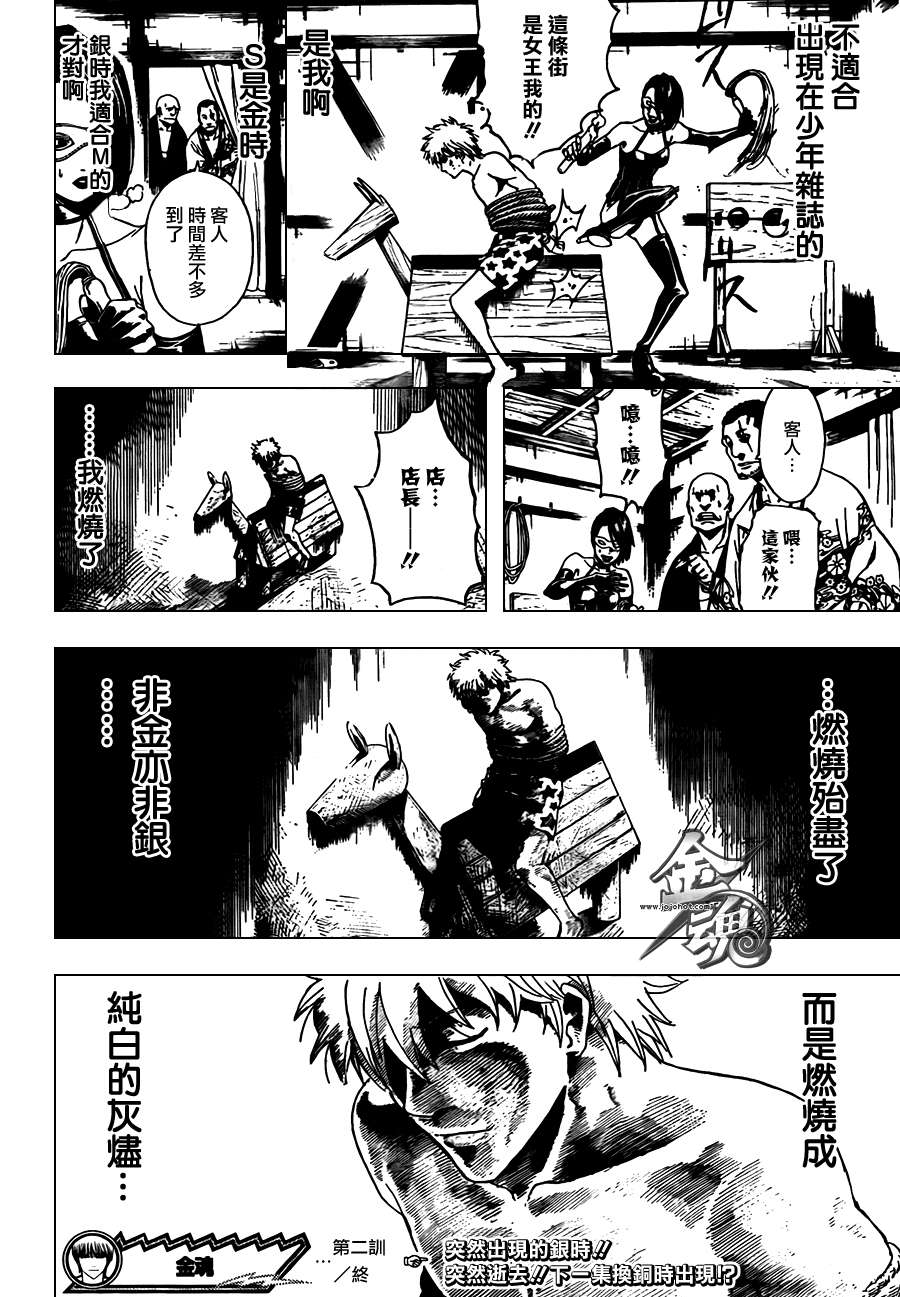 不適合
出現在少年雜誌的
這條街
是女王我的!!
是我啊
S是金時
銀時我適合M的
才對啊
客人
時間差不多
到了
客人…
喂…
這家伙!!
噫…噫!!
店…
店長——!!
……我燃燒了
…燃燒殆盡了
非金亦非銀
……
金魂
www.jojohot.com
而是燃燒成
純白的灰燼…
金魂
…
第二訓
／終
突然出現的銀時!!
突然逝去!!下一集換銅時出現!?